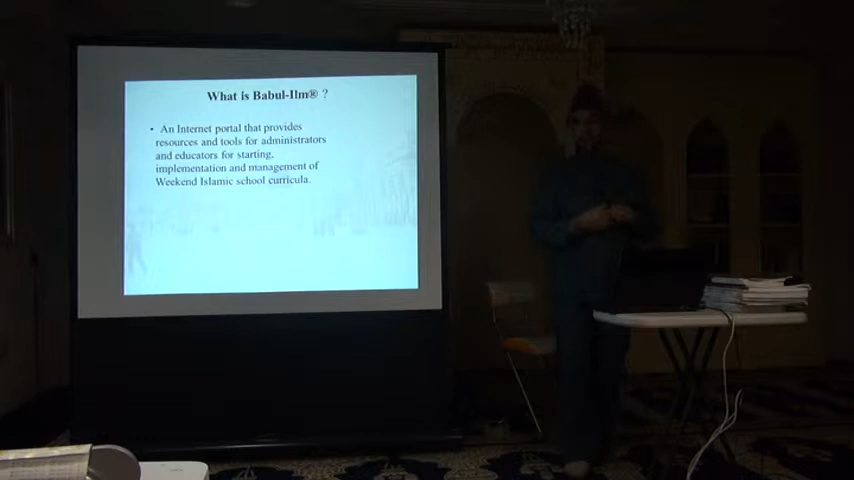 What is Babul-Ilm® ?
• An Internet portal that provides
resources and tools for administrators
and educators for starting,
implementation and management of
Weekend Islamic school curricula.